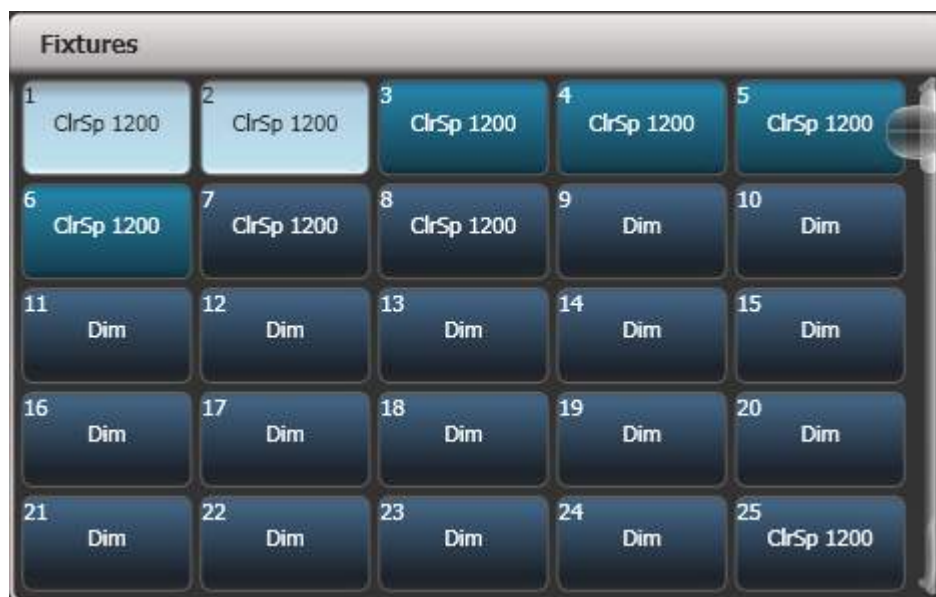 Fixtures
1 2 3 4 5
ClrSp 1200 ClrSp 1200 ClrSp 1200 ClrSp 1200 ClrSp 1200
6 7 8 9 10
ClrSp 1200 ClrSp 1200 ClrSp 1200 Dim Dim
11 12 13 14 15
Dim Dim Dim Dim Dim
16 17 18 19 20
Dim Dim Dim Dim Dim
21 22 23 24 25
Dim Dim Dim Dim ClrSp 1200